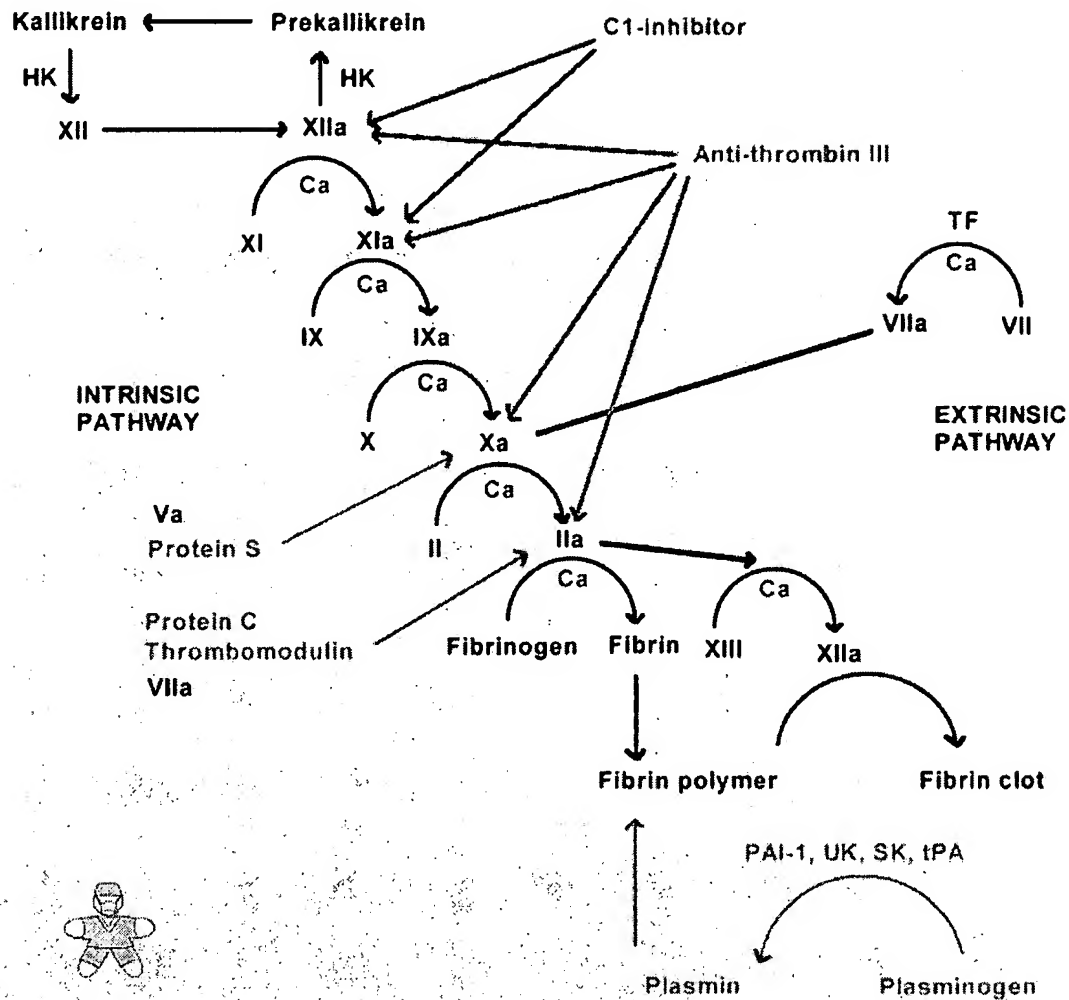 Kallikrein Prekallikrein C1-inhibitor
HK HK
XII XIIa Anti-thrombin III
Ca
XI XIa TF
Ca Ca
IX IXa VIIa VII
Ca
INTRINSIC
PATHWAY
EXTRINSIC
PATHWAY
X Xa
Ca
Va
Protein S
II IIa
Ca Ca
Protein C
Thrombomodulin
VIIa
Fibrinogen Fibrin XIII XIIa
Fibrin polymer Fibrin clot
PAI-1, UK, SK, tPA
Plasmin Plasminogen